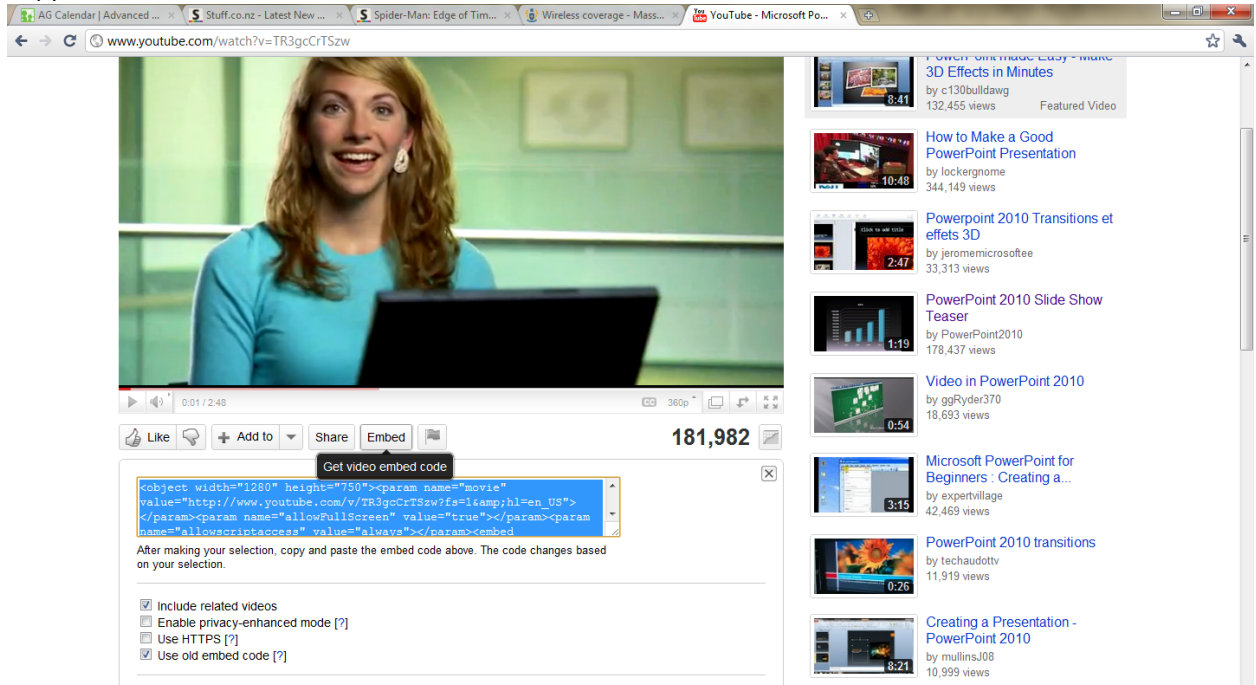 AG Calendar | Advanced ...
Stuff.co.nz - Latest New ...
Spider-Man: Edge of Tim...
Wireless coverage - Mass...
YouTube - Microsoft Po...
www.youtube.com/watch?v=TR3gcCrTSzw
0:01 / 2:48
CC
360p
Like
Add to
Share
Embed
181,982
Get video embed code
<object width="1280" height="750"><param name="movie"
value="http://www.youtube.com/v/TR3gcCrTSzw?fs=1&amp;hl=en_US">
</param><param name="allowFullScreen" value="true"></param><param
name="allowscriptaccess" value="always"></param><embed
After making your selection, copy and paste the embed code above. The code changes based
on your selection.
Include related videos
Enable privacy-enhanced mode [?]
Use HTTPS [?]
Use old embed code [?]
PowerPoint made Easy - Make
3D Effects in Minutes
by c130bulldawg
132,455 views
Featured Video
8:41
How to Make a Good
PowerPoint Presentation
by lockergnome
344,149 views
10:48
Powerpoint 2010 Transitions et
effets 3D
by jeromemicrosoftee
33,313 views
Click to add title
2:47
PowerPoint 2010 Slide Show
Teaser
by PowerPoint2010
178,437 views
1:19
Video in PowerPoint 2010
by ggRyder370
18,693 views
0:54
Microsoft PowerPoint for
Beginners : Creating a...
by expertvillage
42,469 views
3:15
PowerPoint 2010 transitions
by techaudottv
11,919 views
0:26
Creating a Presentation -
PowerPoint 2010
by mullinsJ08
10,999 views
8:21